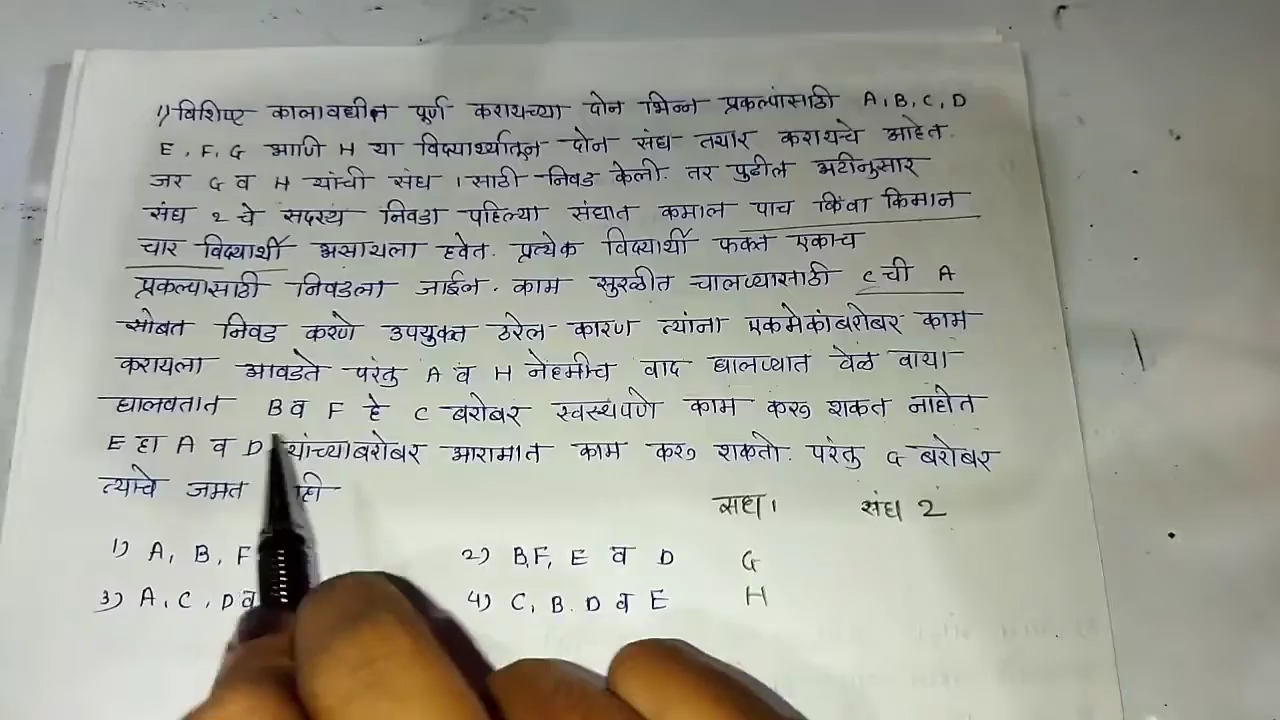 1) विशिष्ट कालावधीत पूर्ण करायच्या दोन भिन्न प्रकल्पांसाठी A, B, C, D
E, F, G आणि H या विद्यार्थ्यातून दोन संघ तयार करायचे आहेत.
जर G व H यांची संघ 1 साठी निवड केली. तर पुढील अटीनुसार
संघ 2 चे सदस्य निवडा पहिल्या संघात कमाल पाच किंवा किमान
चार विद्यार्थी असायला हवेत. प्रत्येक विद्यार्थी फक्त एकाच
प्रकल्पासाठी निवडला जाईल. काम सुरळीत चालण्यासाठी C ची A
सोबत निवड करणे उपयुक्त ठरेल कारण त्यांना एकमेकांबरोबर काम
करायला आवडते परंतु A व H नेहमीच वाद घालण्यात वेळ वाया
घालवतात B व F हे C बरोबर स्वस्थपणे काम करू शकत नाहीत
E हा A व D यांच्याबरोबर आरामात काम करू शकतो. परंतु G बरोबर
त्याचे जमत ही
संघ 1 संघ 2
1) A, B, F 2) B, F, E व D G
3) A, C, D व 4) C, B, D व E H